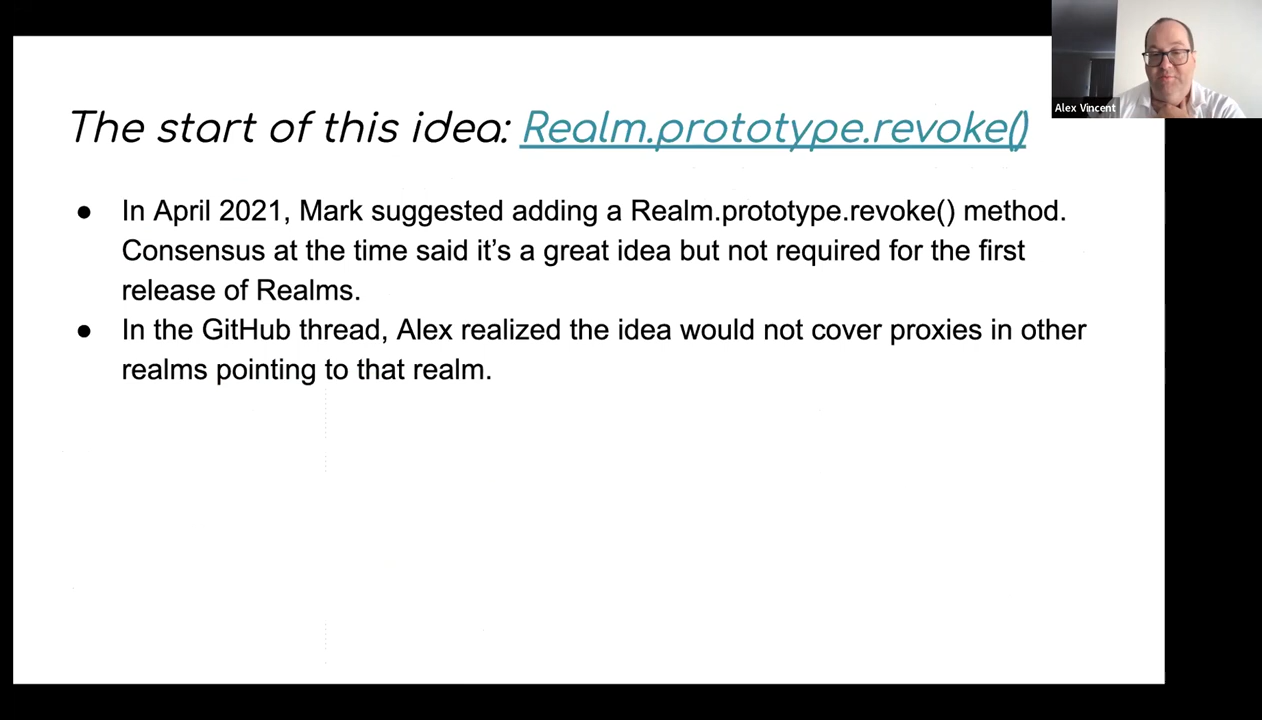 Alex Vincent
The start of this idea: Realm.prototype.revoke()
● In April 2021, Mark suggested adding a Realm.prototype.revoke() method.
Consensus at the time said it’s a great idea but not required for the first
release of Realms.
● In the GitHub thread, Alex realized the idea would not cover proxies in other
realms pointing to that realm.